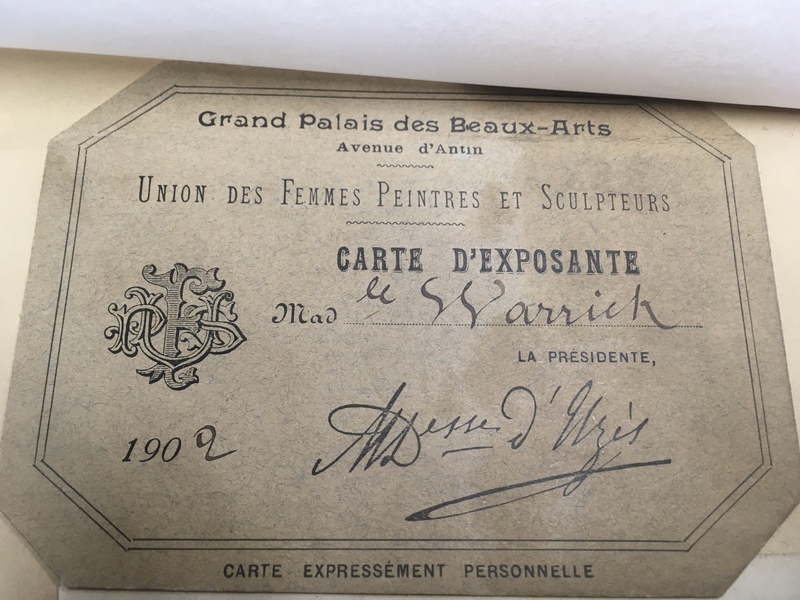 Grand Palais des Beaux-Arts
Avenue d'Antin
Union des Femmes Peintres et Sculpteurs
CARTE D'EXPOSANTE
Mad le Warrick
LA PRÉSIDENTE,
Desse d'Uzès
1902
CARTE EXPRESSÉMENT PERSONNELLE